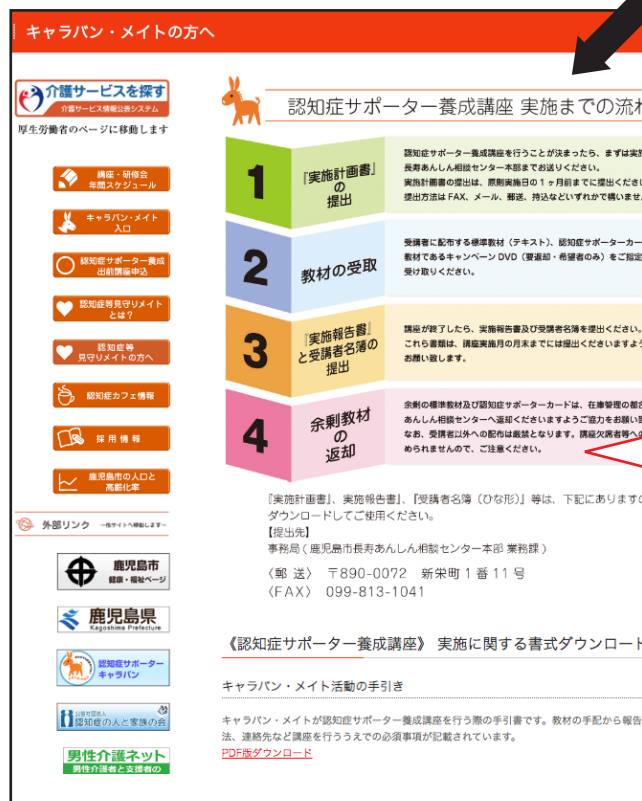 キャラバン・メイトの方へ
介護サービスを探す
介護サービス情報公表システム
厚生労働省のページに移動します
講座・研修会
年間スケジュール
キャラバン・メイト
入口
認知症サポーター養成
出前講座申込
認知症等見守りメイト
とは？
認知症等
見守りメイトの方へ
認知症カフェ情報
採用情報
鹿児島市の人口と
高齢化率
外部リンク －他サイトへ移動します－
鹿児島市
健康・福祉ページ
鹿児島県
Kagoshima Prefecture
認知症サポーター
キャラバン
公益社団法人
認知症の人と家族の会
男性介護ネット
男性介護者と支援者の
認知症サポーター養成講座 実施までの流れ
1
『実施計画書』
の
提出
認知症サポーター養成講座を行うことが決まったら、まずは実施
長寿あんしん相談センター本部までお送りください。
実施計画書の提出は、原則実施日の1ヶ月前までに提出ください
提出方法は FAX、メール、郵送、持込などいずれかで構いませ
2
教材の受取
受講者に配布する標準教材（テキスト）、認知症サポーターカー
教材であるキャンペーン DVD（要返却・希望者のみ）をご指定
受け取りください。
3
『実施報告書』
と受講者名簿の
提出
講座が終了したら、実施報告書及び受講者名簿を提出ください。
これら書類は、講座実施月の月末までには提出くださいますよう
お願い致します。
4
余剰教材
の
返却
余剰の標準教材及び認知症サポーターカードは、在庫管理の都合
あんしん相談センターへ返却くださいますようご協力をお願い
なお、受講者以外への配布は厳禁となります。講座欠席者等への
められませんので、ご注意ください。
『実施計画書』、実施報告書』、『受講者名簿（ひな形）』等は、下記にありますの
ダウンロードしてご使用ください。
【提出先】
事務局（鹿児島市長寿あんしん相談センター本部 業務課）
〈郵 送〉 〒890-0072 新栄町1番11号
〈FAX〉 099-813-1041
《認知症サポーター養成講座》 実施に関する書式ダウンロード
キャラバン・メイト活動の手引き
キャラバン・メイトが認知症サポーター養成講座を行う際の手引書です。教材の手配から報告
法、連絡先など講座を行ううえでの必須事項が記載されています。
PDF版ダウンロード